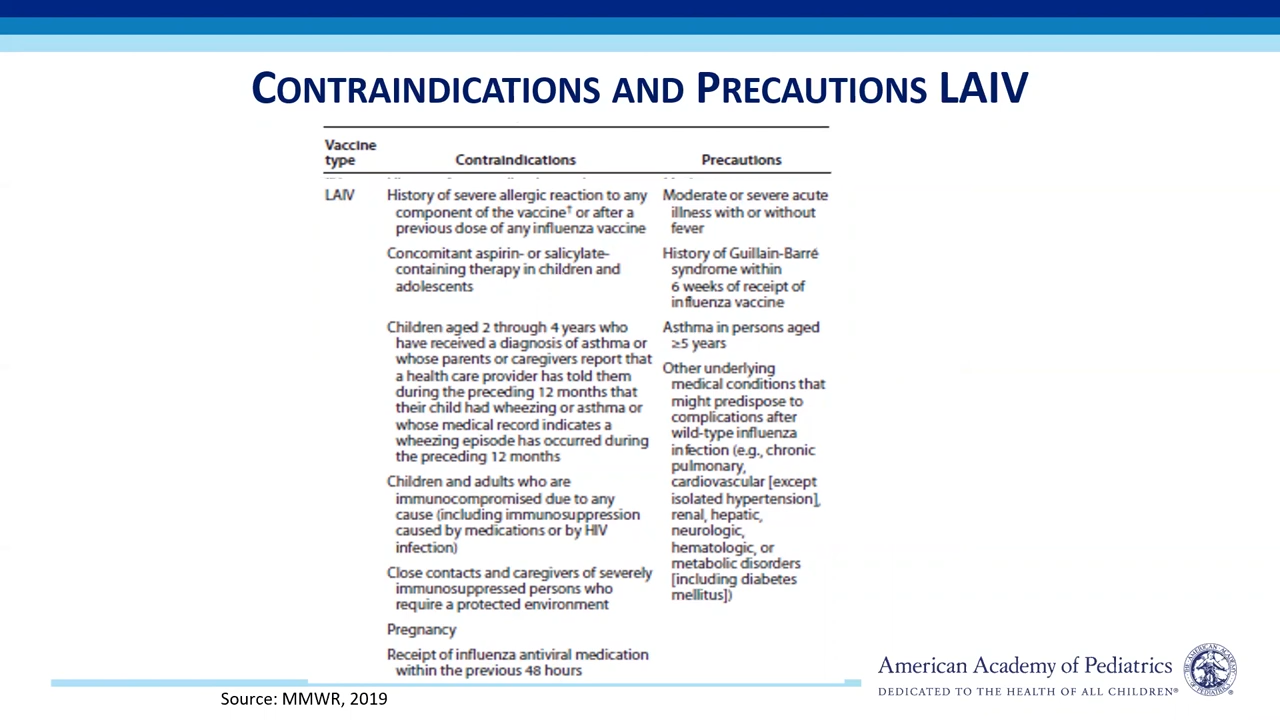 CONTRAINDICATIONS AND PRECAUTIONS LAIV
Vaccine
type
Contraindications
Precautions
LAIV
History of severe allergic reaction to any
component of the vaccine† or after a
previous dose of any influenza vaccine
Concomitant aspirin- or salicylate-
containing therapy in children and
adolescents
Children aged 2 through 4 years who
have received a diagnosis of asthma or
whose parents or caregivers report that
a health care provider has told them
during the preceding 12 months that
their child had wheezing or asthma or
whose medical record indicates a
wheezing episode has occurred during
the preceding 12 months
Children and adults who are
immunocompromised due to any
cause (including immunosuppression
caused by medications or by HIV
infection)
Close contacts and caregivers of severely
immunosuppressed persons who
require a protected environment
Pregnancy
Receipt of influenza antiviral medication
within the previous 48 hours
Moderate or severe acute
illness with or without
fever
History of Guillain-Barré
syndrome within
6 weeks of receipt of
influenza vaccine
Asthma in persons aged
≥5 years
Other underlying
medical conditions that
might predispose to
complications after
wild-type influenza
infection (e.g., chronic
pulmonary,
cardiovascular [except
isolated hypertension],
renal, hepatic,
neurologic,
hematologic, or
metabolic disorders
[including diabetes
mellitus])
American Academy of Pediatrics
DEDICATED TO THE HEALTH OF ALL CHILDREN®
Source: MMWR, 2019